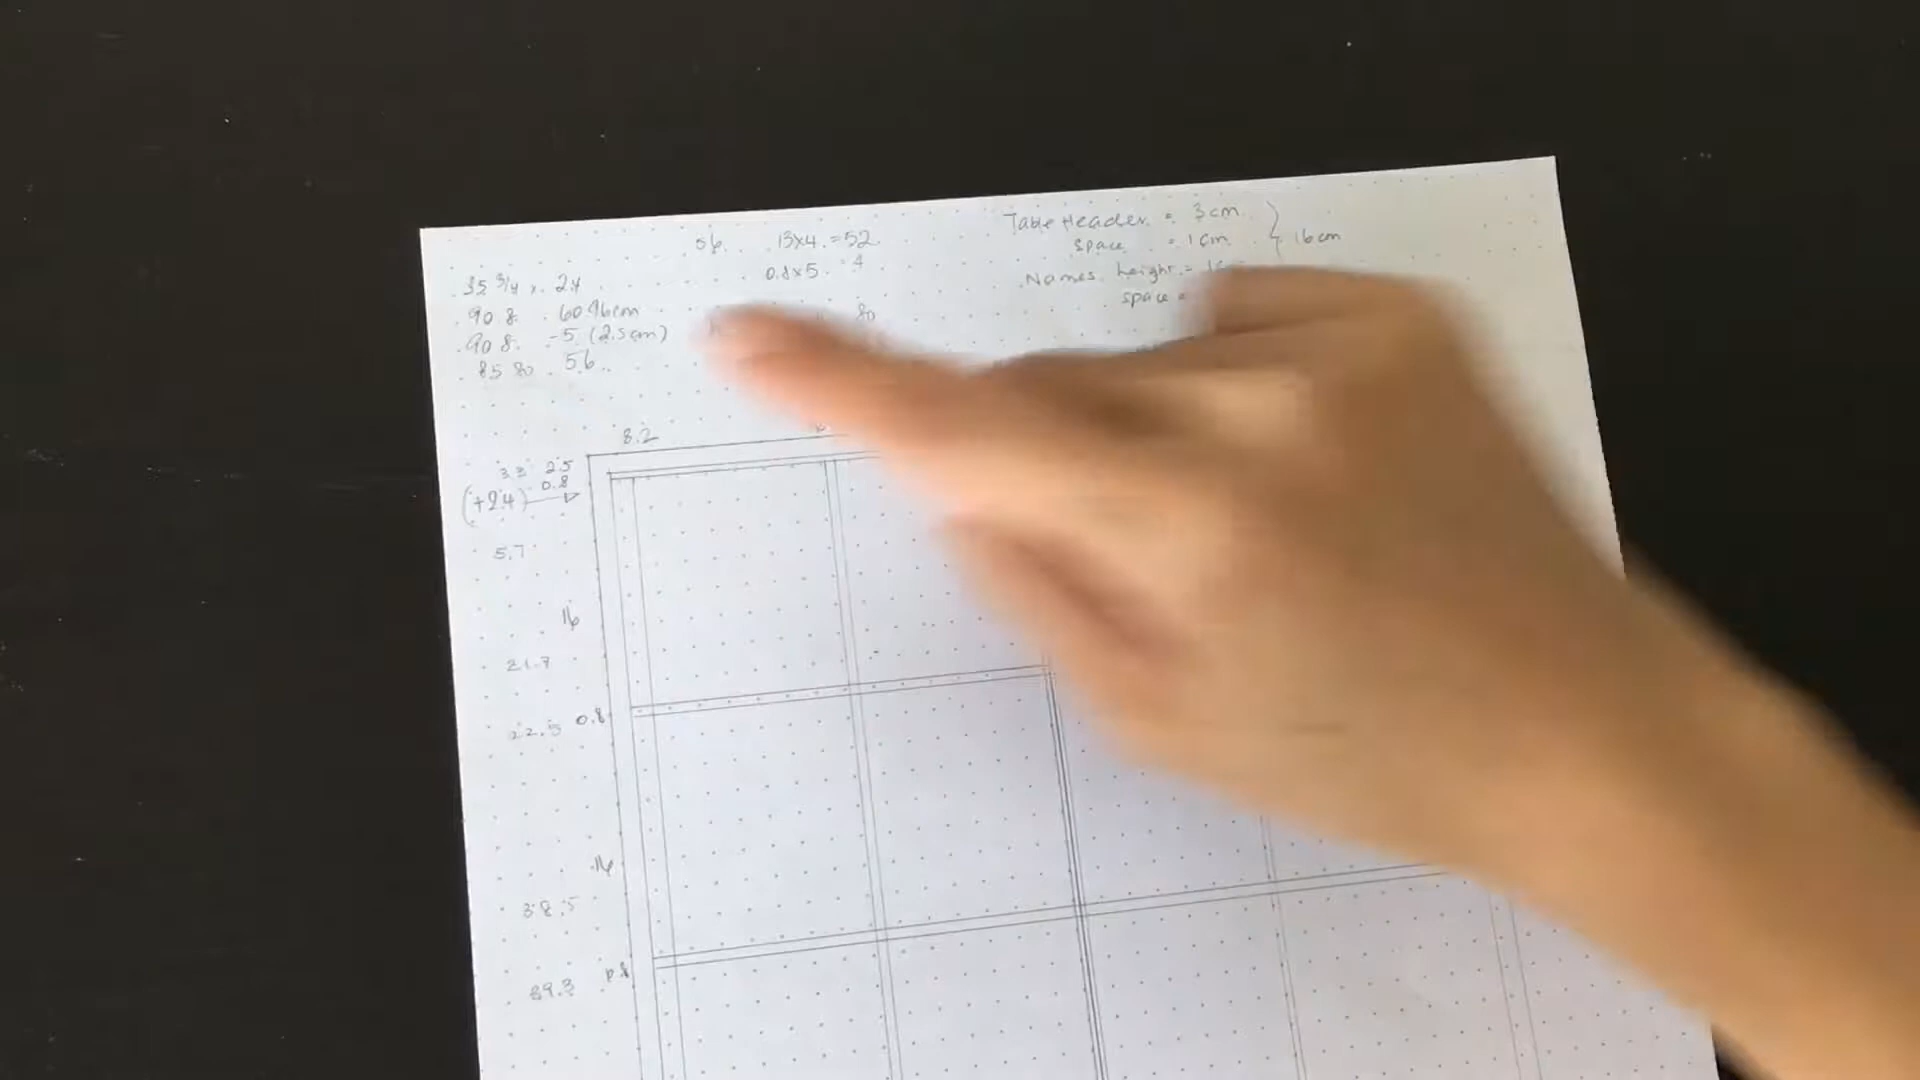 56 13x4 = 52
0.8x5 = 4
80
35 3/4 x 24
90.8 60.96cm
90.8 -5 (2.5cm)
85.80 56
Table Header = 3cm
space = 1cm
16cm
Names height =
space =
8.2
3.3 2.5
0.8
(+2.4)
5.7
16
21.7
22.5 0.8
16
38.5
39.3 0.8